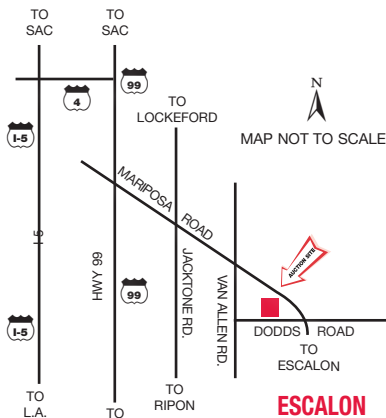 TO
SAC
TO
SAC
4
99
TO
LOCKEFORD
N
MAP NOT TO SCALE
I-5
MARIPOSA ROAD
I-5
HWY 99
99
JACKTONE RD.
VAN ALLEN RD.
AUCTION SITE
I-5
DODDS ROAD
TO
ESCALON
TO
L.A.
TO
TO
RIPON
ESCALON